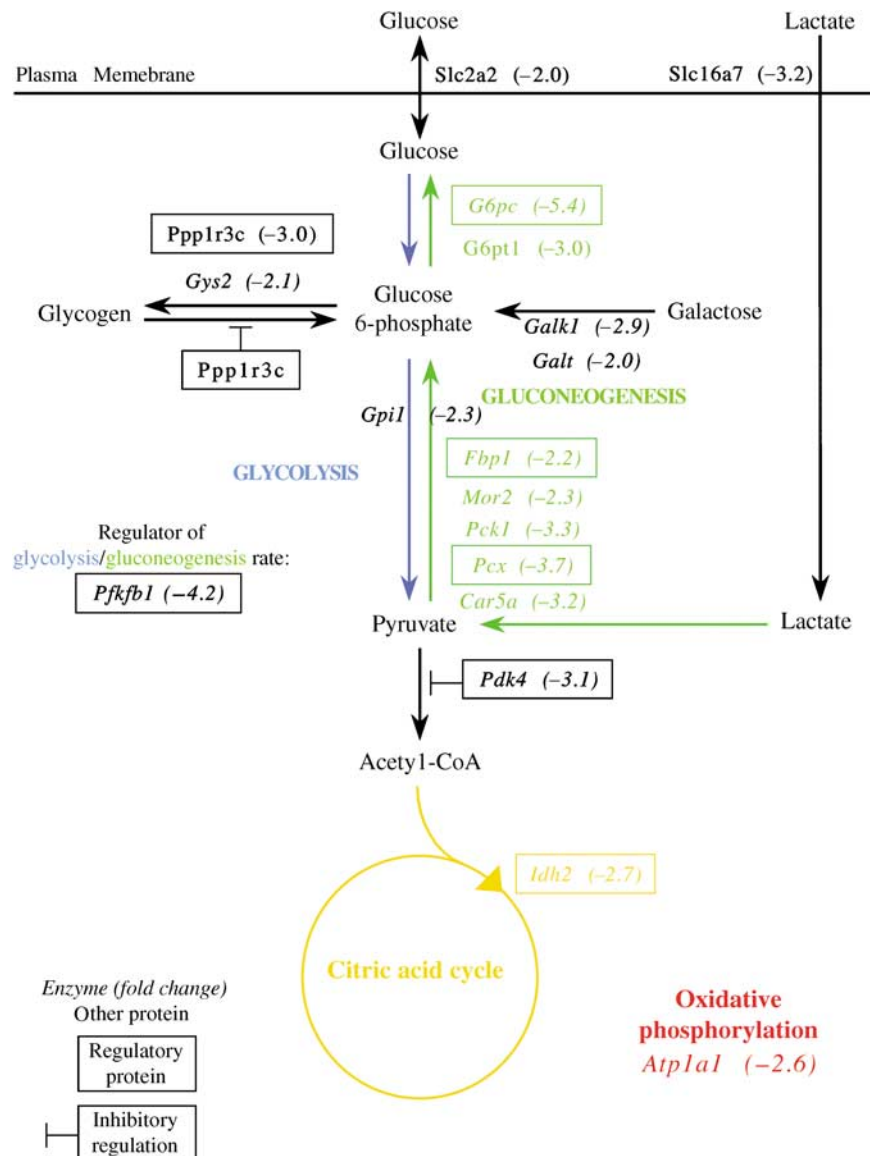 Glucose
Lactate
Plasma Memebrane
Slc2a2 (–2.0)
Slc16a7 (–3.2)
Glucose
G6pc (–5.4)
Ppp1r3c (–3.0)
G6pt1 (–3.0)
Gys2 (–2.1)
Glycogen
Glucose
6-phosphate
Galactose
Galk1 (–2.9)
Ppp1r3c
Galt (–2.0)
GLUCONEOGENESIS
Gpi1 (–2.3)
Fbp1 (–2.2)
GLYCOLYSIS
Mor2 (–2.3)
Pck1 (–3.3)
Regulator of
glycolysis/gluconeogenesis rate:
Pcx (–3.7)
Pfkfb1 (–4.2)
Car5a (–3.2)
Pyruvate
Lactate
Pdk4 (–3.1)
Acety1-CoA
Idh2 (–2.7)
Citric acid cycle
Enzyme (fold change)
Other protein
Regulatory
protein
Inhibitory
regulation
Oxidative
phosphorylation
Atp1a1 (–2.6)